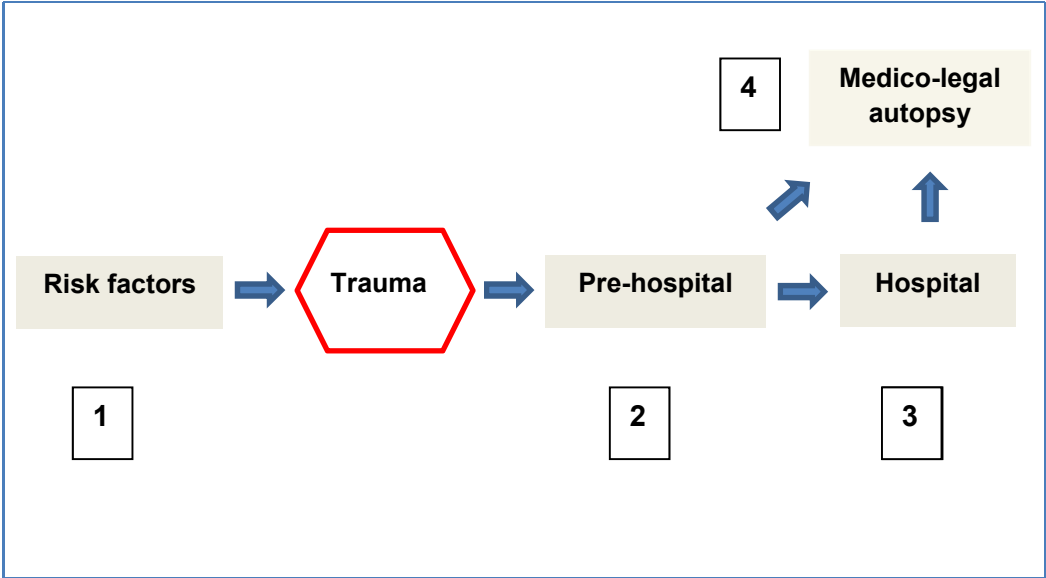 4
Medico-legal
autopsy
Risk factors
Trauma
Pre-hospital
Hospital
1
2
3